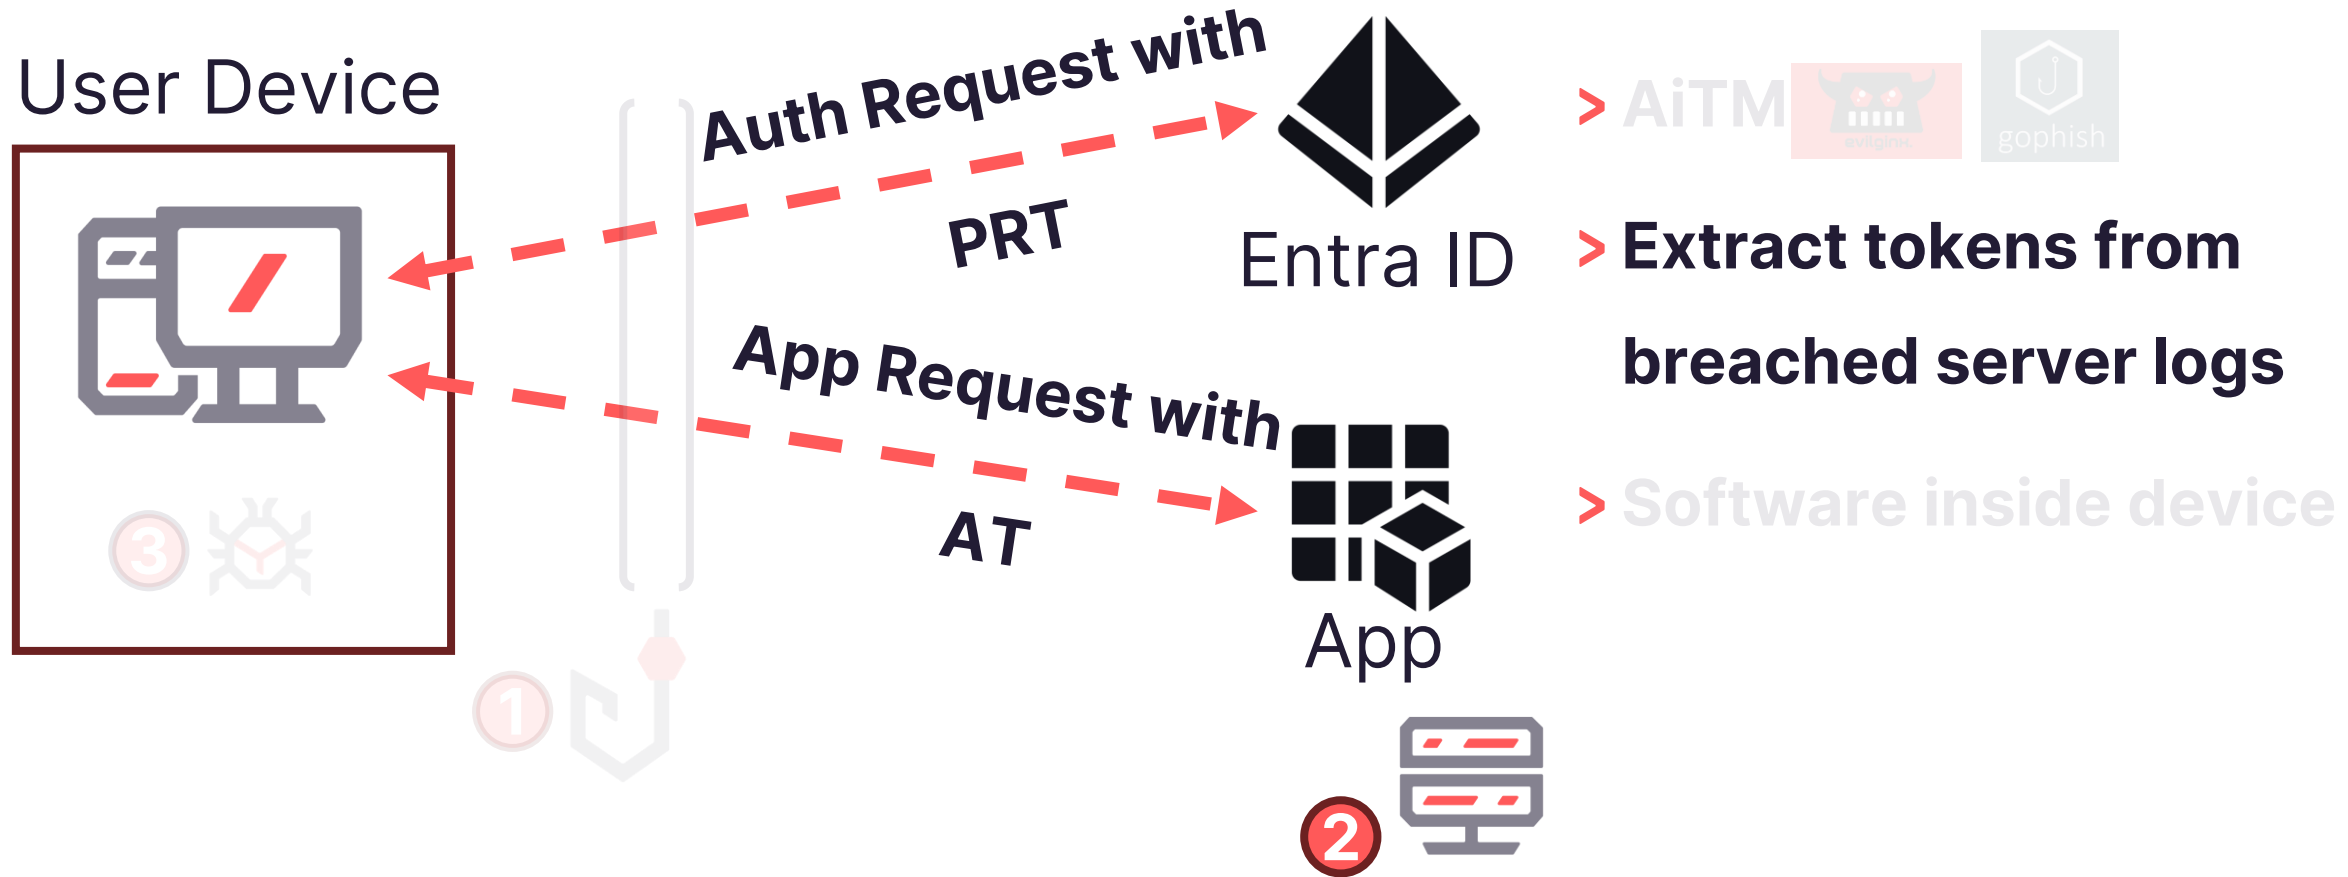 User Device
Auth Request with
PRT
Entra ID
App Request with
AT
App
3
1
2
> AiTM
evilginx
gophish
> Extract tokens from
breached server logs
> Software inside device